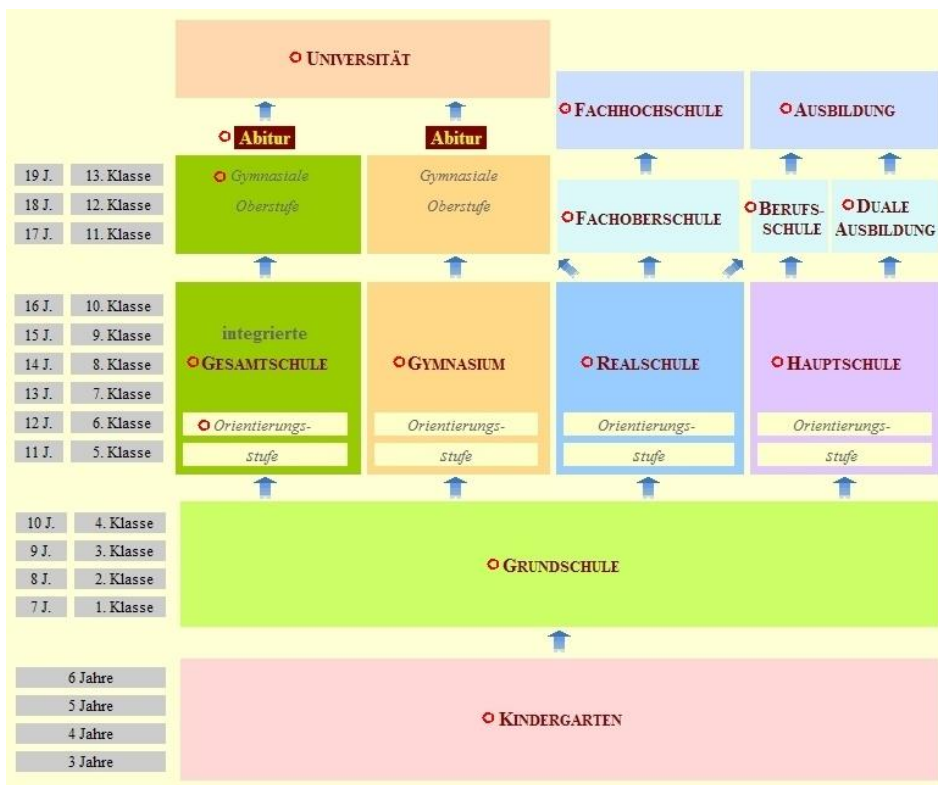 UNIVERSITÄT
FACHHOCHSCHULE
AUSBILDUNG
Abitur
Abitur
19 J. 13. Klasse
18 J. 12. Klasse
17 J. 11. Klasse
Gymnasiale
Oberstufe
Gymnasiale
Oberstufe
FACHOBERSCHULE
BERUFS-
SCHULE
DUALE
AUSBILDUNG
16 J. 10. Klasse
15 J. 9. Klasse
14 J. 8. Klasse
13 J. 7. Klasse
12 J. 6. Klasse
11 J. 5. Klasse
integrierte
GESAMTSCHULE
Orientierungs-
stufe
GYMNASIUM
Orientierungs-
stufe
REALSCHULE
Orientierungs-
stufe
HAUPTSCHULE
Orientierungs-
stufe
10 J. 4. Klasse
9 J. 3. Klasse
8 J. 2. Klasse
7 J. 1. Klasse
GRUNDSCHULE
6 Jahre
5 Jahre
4 Jahre
3 Jahre
KINDERGARTEN